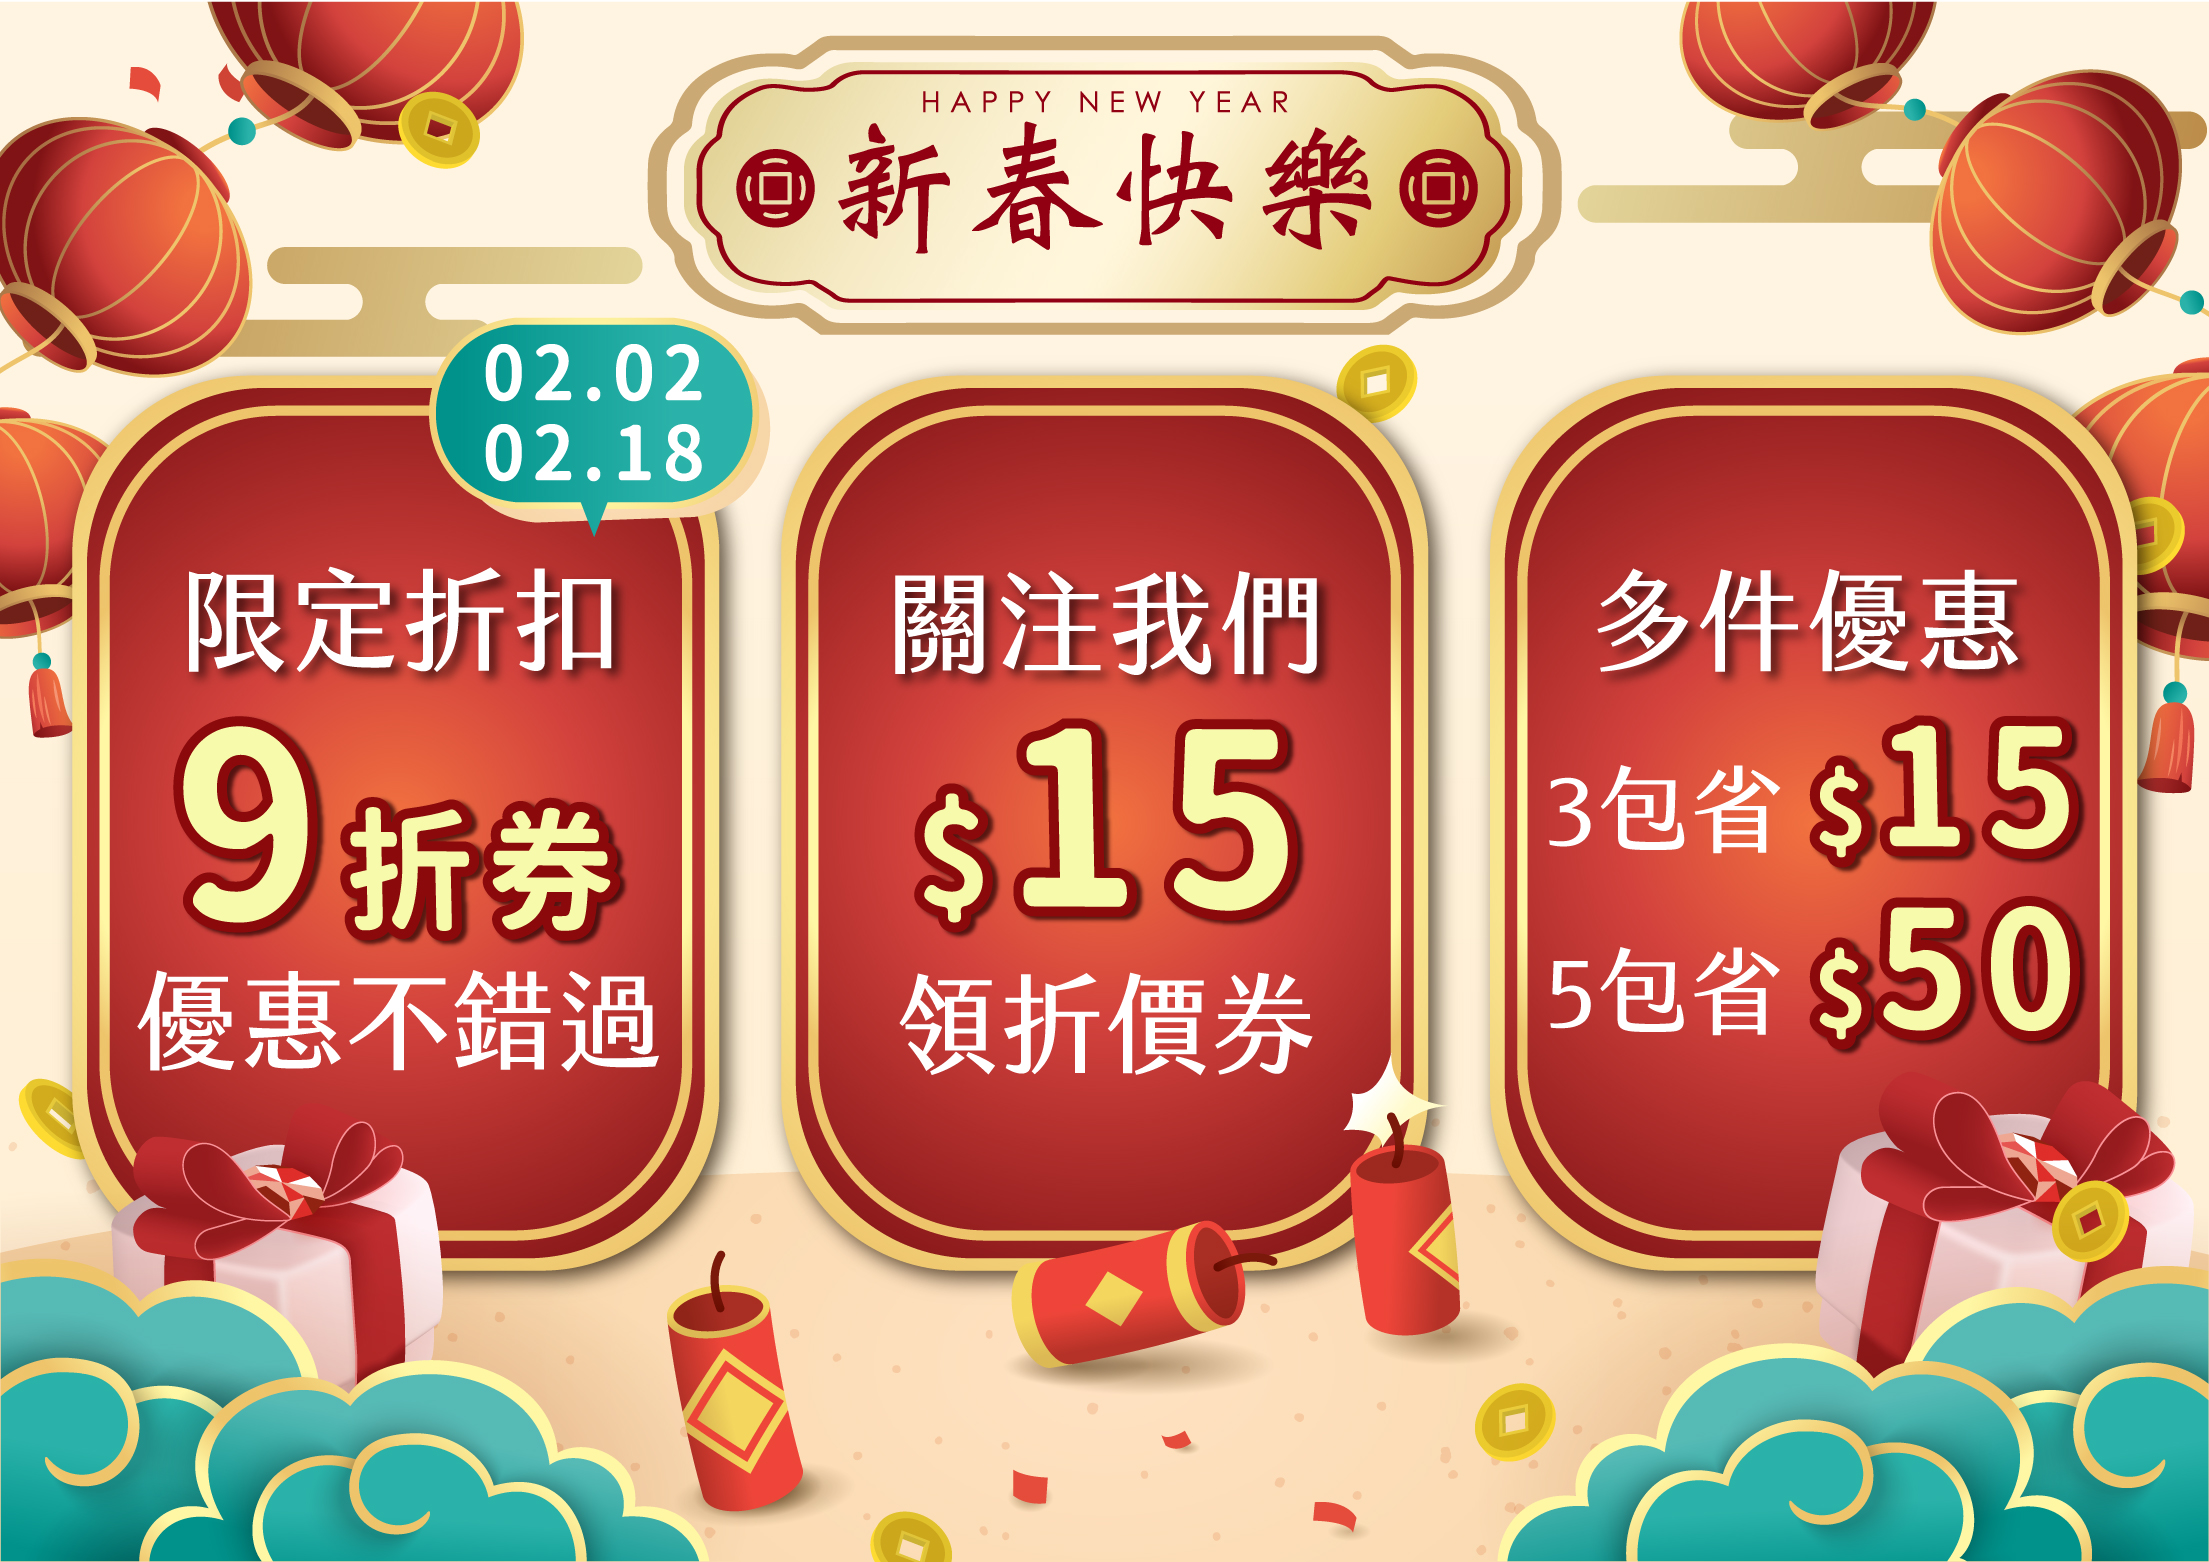 HAPPY NEW YEAR
新春快樂
02.02
02.18
限定折扣
9折券
優惠不錯過
關注我們
$15
領折價券
多件優惠
3包省 $15
5包省 $50